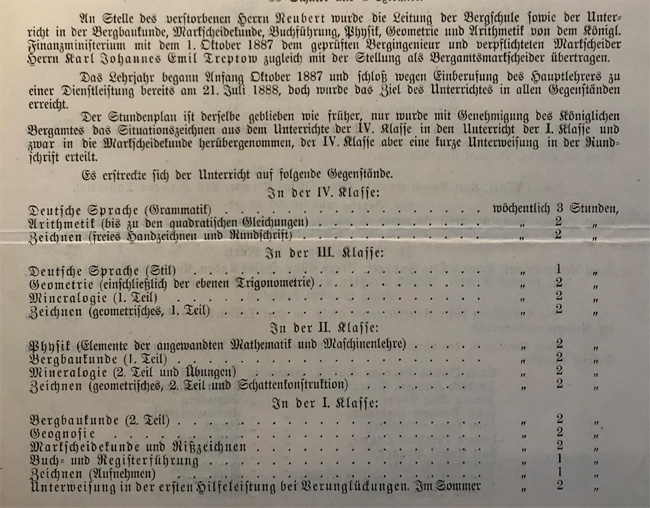 An Stelle des verstorbenen Herrn Neubert wurde die Leitung der Bergschule sowie der Unter-
richt in der Bergbaukunde, Markscheidekunde, Buchführung, Physik, Geometrie und Arithmetik von dem Königl.
Finanzministerium mit dem 1. Oktober 1887 dem geprüften Bergingenieur und verpflichteten Markscheider
Herrn Karl Johannes Emil Treptow zugleich mit der Stellung als Bergamtsmarkscheider übertragen.
Das Lehrjahr begann Anfang Oktober 1887 und schloß wegen Einberufung des Hauptlehrers zu
einer Dienstleistung bereits am 21. Juli 1888, doch wurde das Ziel des Unterrichtes in allen Gegenständen
erreicht.
Der Stundenplan ist derselbe geblieben wie früher, nur wurde mit Genehmigung des Königlichen
Bergamtes das Situationszeichnen aus dem Unterrichte der IV. Klasse in den Unterricht der I. Klasse und
zwar in die Markscheidekunde herübergenommen, der IV. Klasse aber eine kurze Unterweisung in der Rund-
schrift erteilt.
Es erstreckte sich der Unterricht auf folgende Gegenstände.
In der IV. Klasse:
Deutsche Sprache (Grammatik) . . . . . . . . . . . . wöchentlich 3 Stunden,
Arithmetik (bis zu den quadratischen Gleichungen) . . . . . . . . „ 2 „
Zeichnen (freies Handzeichnen und Rundschrift) . . . . . . . . „ 2 „
In der III. Klasse:
Deutsche Sprache (Stil) . . . . . . . . . . . . . „ 1 „
Geometrie (einschließlich der ebenen Trigonometrie) . . . . . . . „ 2 „
Mineralogie (1. Teil) . . . . . . . . . . . . . „ 2 „
Zeichnen (geometrisches, 1. Teil) . . . . . . . . . . . „ 2 „
In der II. Klasse:
Physik (Elemente der angewandten Mathematik und Maschinenlehre) . . . . „ 2 „
Bergbaukunde (1. Teil) . . . . . . . . . . . . . „ 2 „
Mineralogie (2. Teil und Übungen) . . . . . . . . . . „ 2 „
Zeichnen (geometrisches, 2. Teil und Schattenkonstruktion) . . . . . „ 2 „
In der I. Klasse:
Bergbaukunde (2. Teil) . . . . . . . . . . . . . „ 2 „
Geognosie . . . . . . . . . . . . . . . „ 2 „
Markscheidekunde und Rißzeichnen . . . . . . . . . „ 2 „
Buch- und Registerführung . . . . . . . . . . . „ 1 „
Zeichnen (Aufnehmen) . . . . . . . . . . . . . „ 1 „
Unterweisung in der ersten Hilfeleistung bei Verunglückungen. Im Sommer „ 2 „